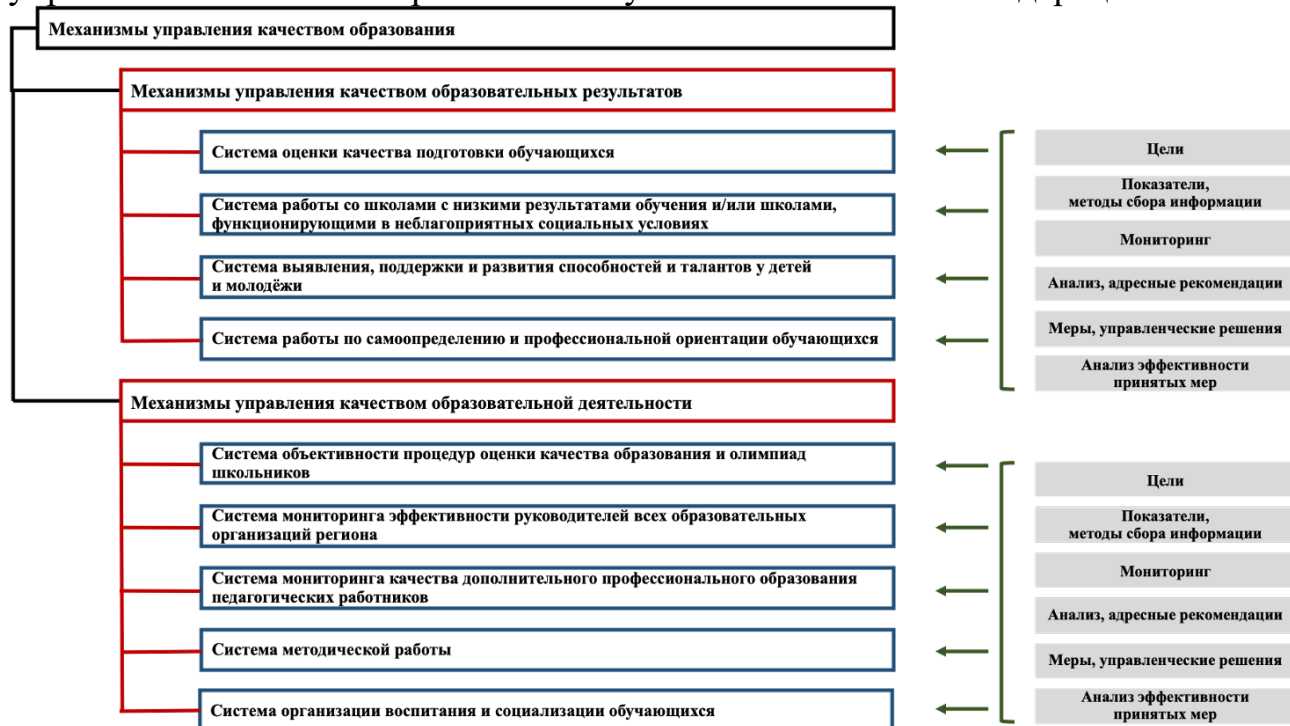 Механизмы управления качеством образования
Механизмы управления качеством образовательных результатов
Система оценки качества подготовки обучающихся
Система работы со школами с низкими результатами обучения и/или школами,
функционирующими в неблагоприятных социальных условиях
Система выявления, поддержки и развития способностей и талантов у детей
и молодёжи
Система работы по самоопределению и профессиональной ориентации обучающихся
Цели
Показатели,
методы сбора информации
Мониторинг
Анализ, адресные рекомендации
Меры, управленческие решения
Анализ эффективности
принятых мер
Механизмы управления качеством образовательной деятельности
Система объективности процедур оценки качества образования и олимпиад
школьников
Система мониторинга эффективности руководителей всех образовательных
организаций региона
Система мониторинга качества дополнительного профессионального образования
педагогических работников
Система методической работы
Система организации воспитания и социализации обучающихся
Цели
Показатели,
методы сбора информации
Мониторинг
Анализ, адресные рекомендации
Меры, управленческие решения
Анализ эффективности
принятых мер